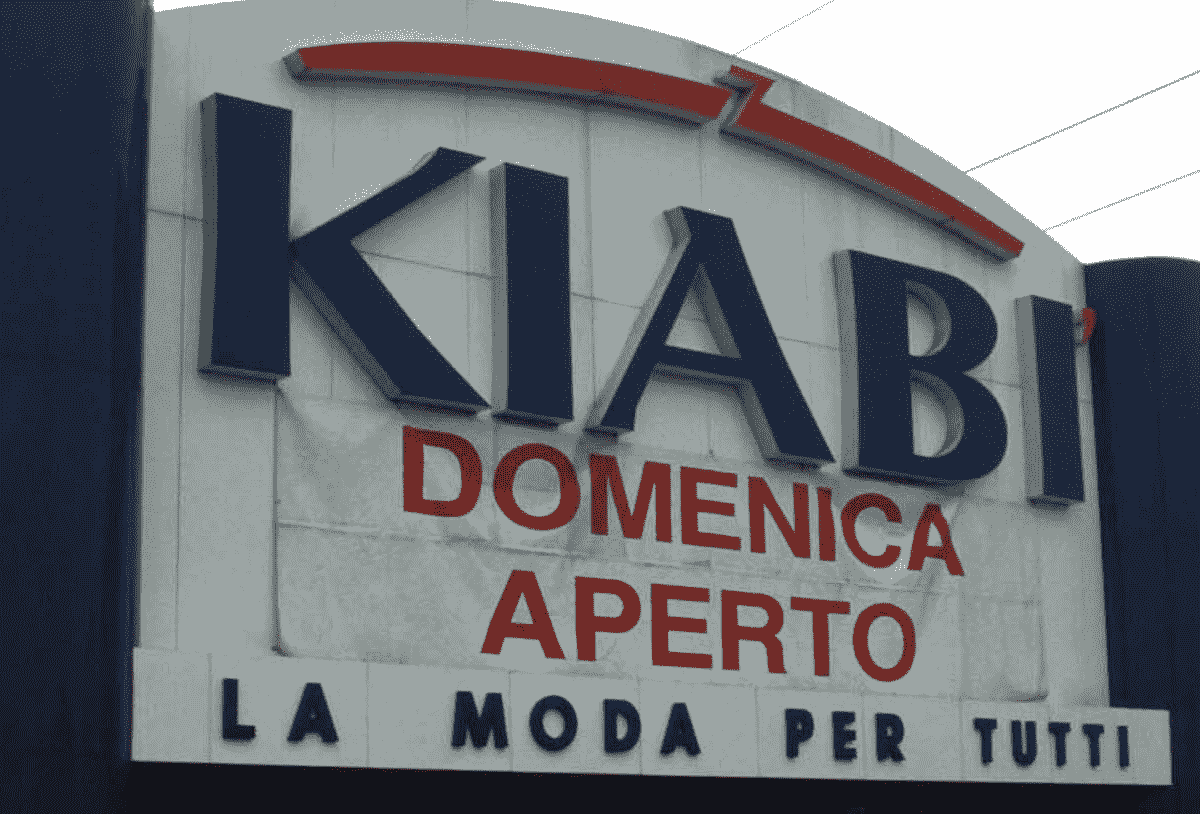 KIABI
DOMENICA
APERTO
LA MODA PER TUTTI